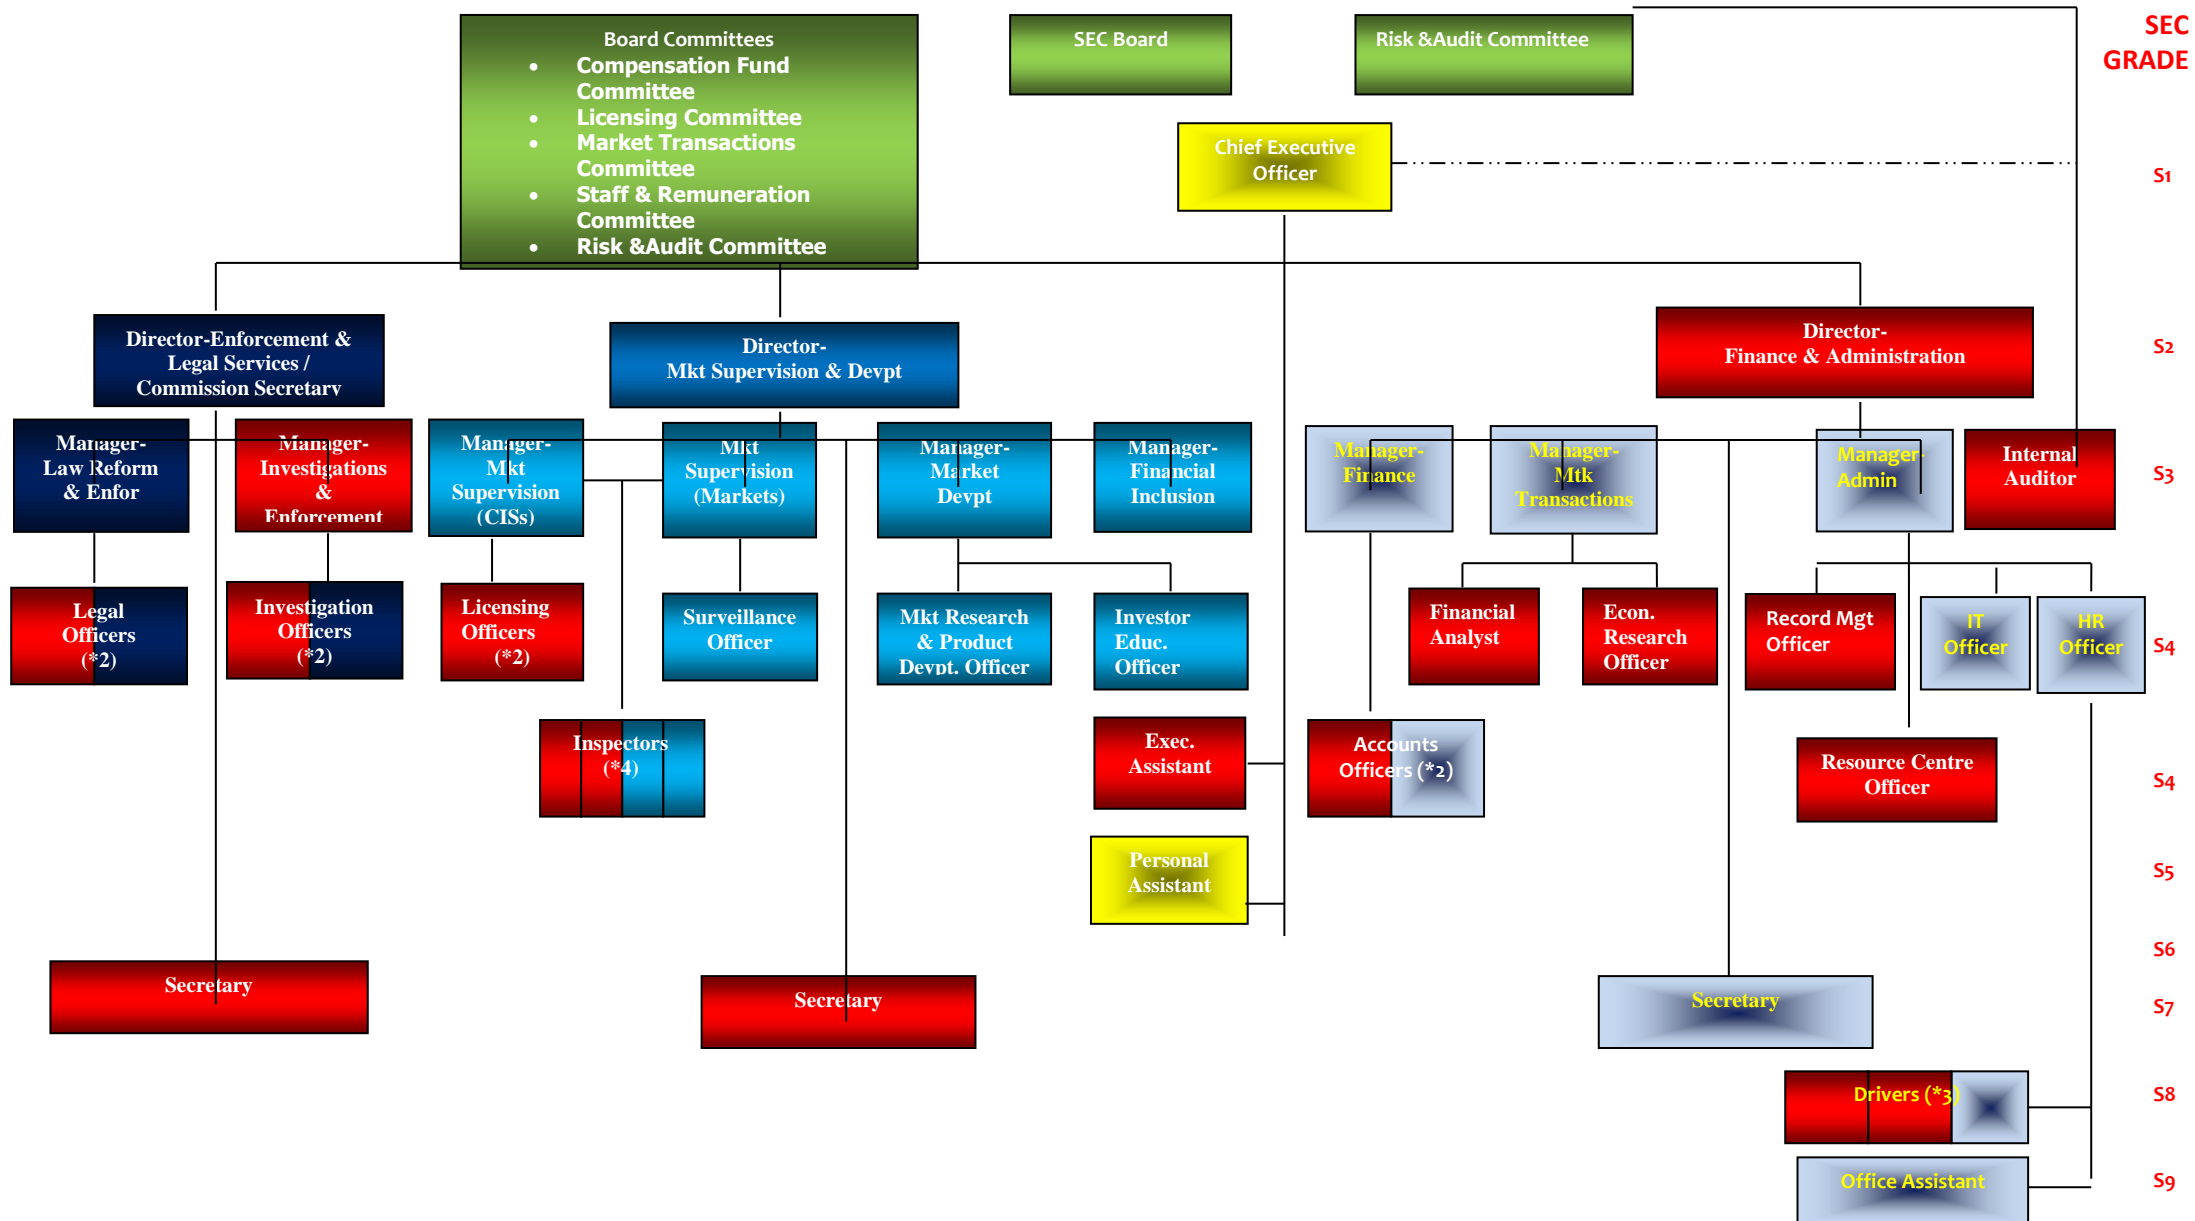 Board Committees
• Compensation Fund
Committee
• Licensing Committee
• Market Transactions
Committee
• Staff & Remuneration
Committee
• Risk &Audit Committee
SEC Board
Risk &Audit Committee
SEC
GRADE
Chief Executive
Officer
S1
Director-Enforcement &
Legal Services /
Commission Secretary
Director-
Mkt Supervision & Devpt
Director-
Finance & Administration
S2
Manager-
Law Reform
& Enfor
Manager-
Investigations
&
Enforcement
Manager-
Mkt
Supervision
(CISs)
Mkt
Supervision
(Markets)
Manager-
Market
Devpt
Manager-
Financial
Inclusion
Manager-
Finance
Manager-
Mtk
Transactions
Manager-
Admin
Internal
Auditor
S3
Legal
Officers
(*2)
Investigation
Officers
(*2)
Licensing
Officers
(*2)
Surveillance
Officer
Mkt Research
& Product
Devpt. Officer
Investor
Educ.
Officer
Financial
Analyst
Econ.
Research
Officer
Record Mgt
Officer
IT
Officer
HR
Officer
S4
Inspectors
(*4)
Exec.
Assistant
Accounts
Officers (*2)
Resource Centre
Officer
S4
Personal
Assistant
S5
S6
Secretary
Secretary
Secretary
S7
Drivers (*3)
S8
Office Assistant
S9